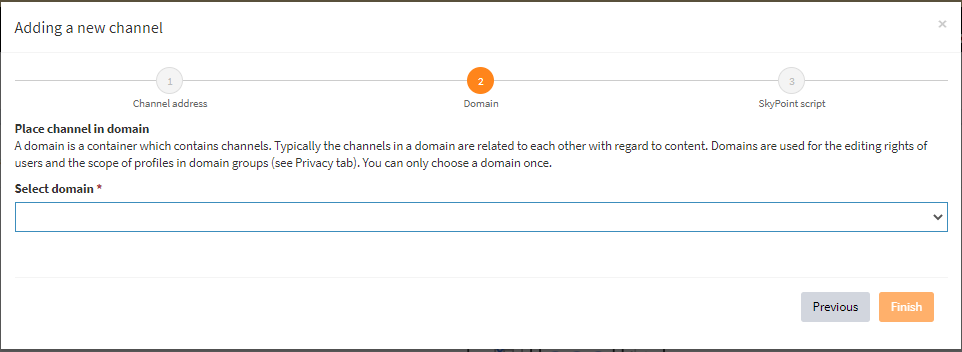 Adding a new channel
×
1
2
3
Channel address
Domain
SkyPoint script
Place channel in domain
A domain is a container which contains channels. Typically the channels in a domain are related to each other with regard to content. Domains are used for the editing rights of
users and the scope of profiles in domain groups (see Privacy tab). You can only choose a domain once.
Select domain *
Previous
Finish